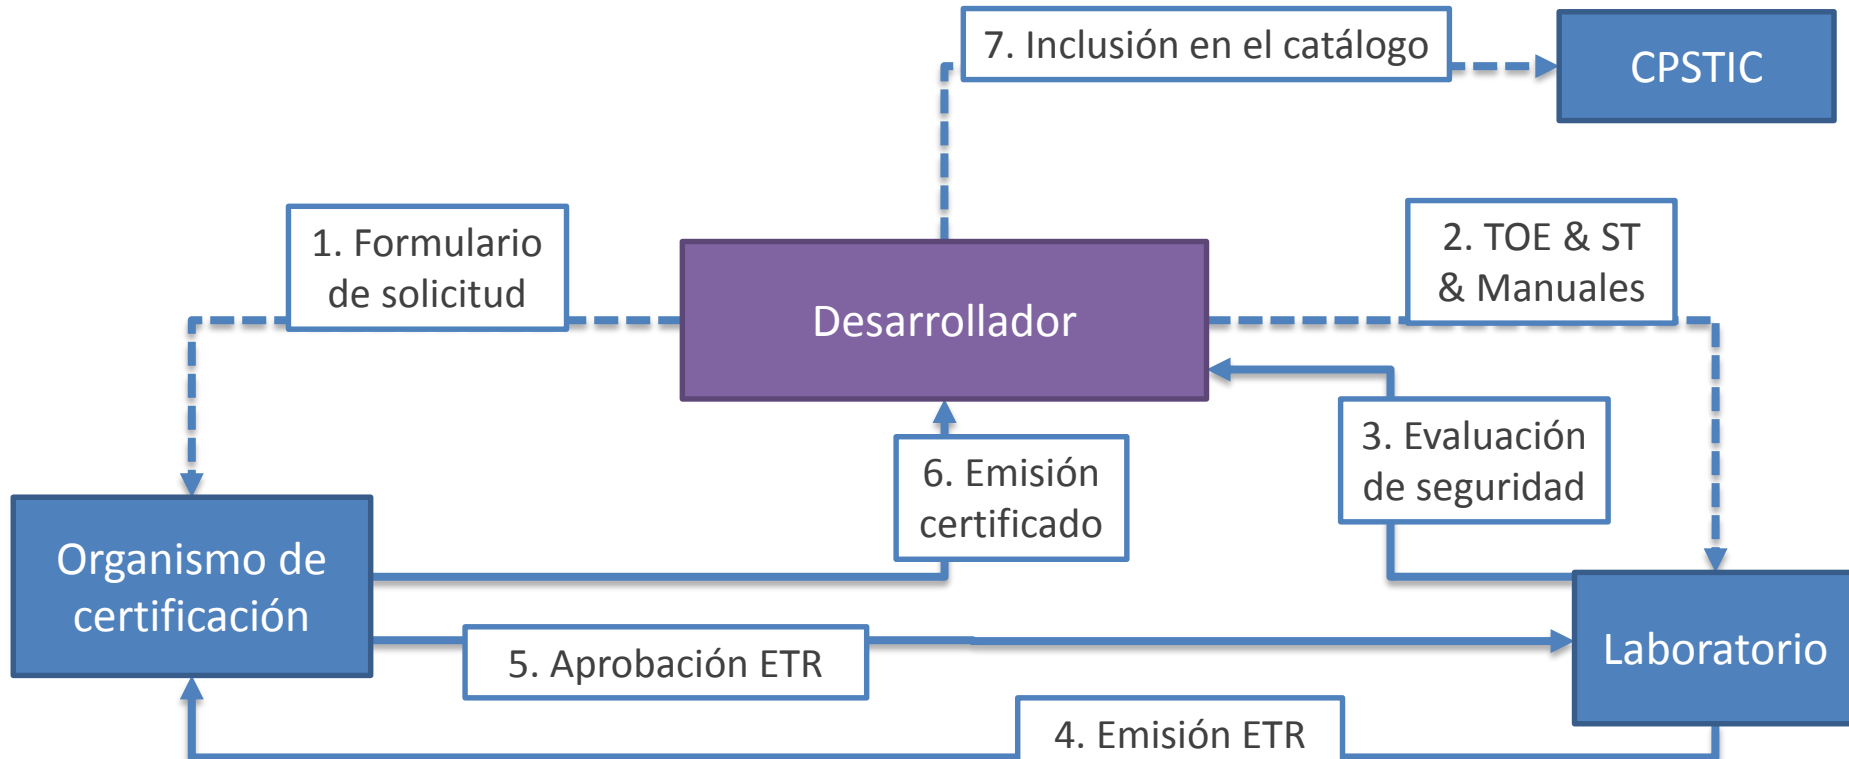 7. Inclusión en el catálogo
CPSTIC
1. Formulario
de solicitud
Desarrollador
2. TOE & ST
& Manuales
3. Evaluación
de seguridad
6. Emisión
certificado
Organismo de
certificación
5. Aprobación ETR
Laboratorio
4. Emisión ETR